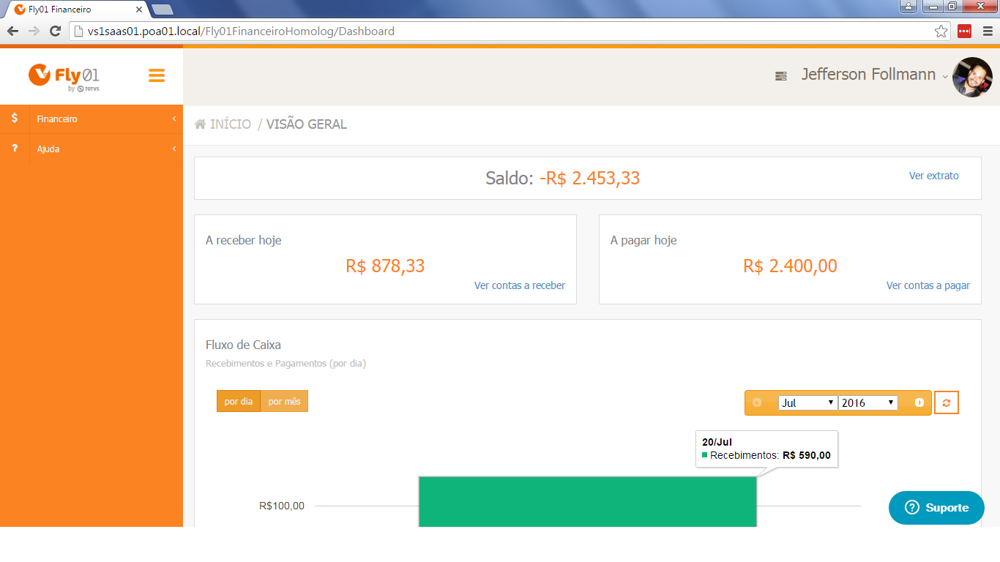 Fly01 Financeiro
vs1saas01.poa01.local/Fly01FinanceiroHomolog/Dashboard
Fly01
by TOTVS
Jefferson Follmann
$ Financeiro
? Ajuda
INÍCIO / VISÃO GERAL
Saldo: -R$ 2.453,33
Ver extrato
A receber hoje
R$ 878,33
Ver contas a receber
A pagar hoje
R$ 2.400,00
Ver contas a pagar
Fluxo de Caixa
Recebimentos e Pagamentos (por dia)
por dia por mês
Jul 2016
20/Jul
Recebimentos: R$ 590,00
R$100,00
? Suporte